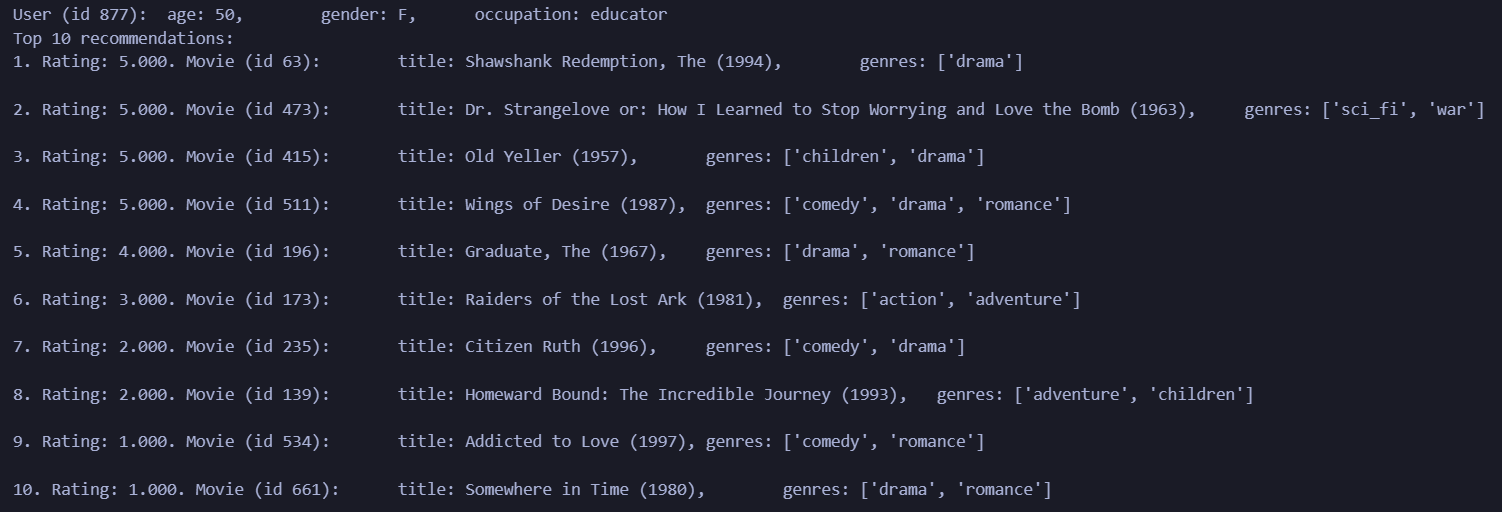 User (id 877): age: 50, gender: F, occupation: educator
Top 10 recommendations:
1. Rating: 5.000. Movie (id 63): title: Shawshank Redemption, The (1994), genres: ['drama']
2. Rating: 5.000. Movie (id 473): title: Dr. Strangelove or: How I Learned to Stop Worrying and Love the Bomb (1963), genres: ['sci_fi', 'war']
3. Rating: 5.000. Movie (id 415): title: Old Yeller (1957), genres: ['children', 'drama']
4. Rating: 5.000. Movie (id 511): title: Wings of Desire (1987), genres: ['comedy', 'drama', 'romance']
5. Rating: 4.000. Movie (id 196): title: Graduate, The (1967), genres: ['drama', 'romance']
6. Rating: 3.000. Movie (id 173): title: Raiders of the Lost Ark (1981), genres: ['action', 'adventure']
7. Rating: 2.000. Movie (id 235): title: Citizen Ruth (1996), genres: ['comedy', 'drama']
8. Rating: 2.000. Movie (id 139): title: Homeward Bound: The Incredible Journey (1993), genres: ['adventure', 'children']
9. Rating: 1.000. Movie (id 534): title: Addicted to Love (1997), genres: ['comedy', 'romance']
10. Rating: 1.000. Movie (id 661): title: Somewhere in Time (1980), genres: ['drama', 'romance']